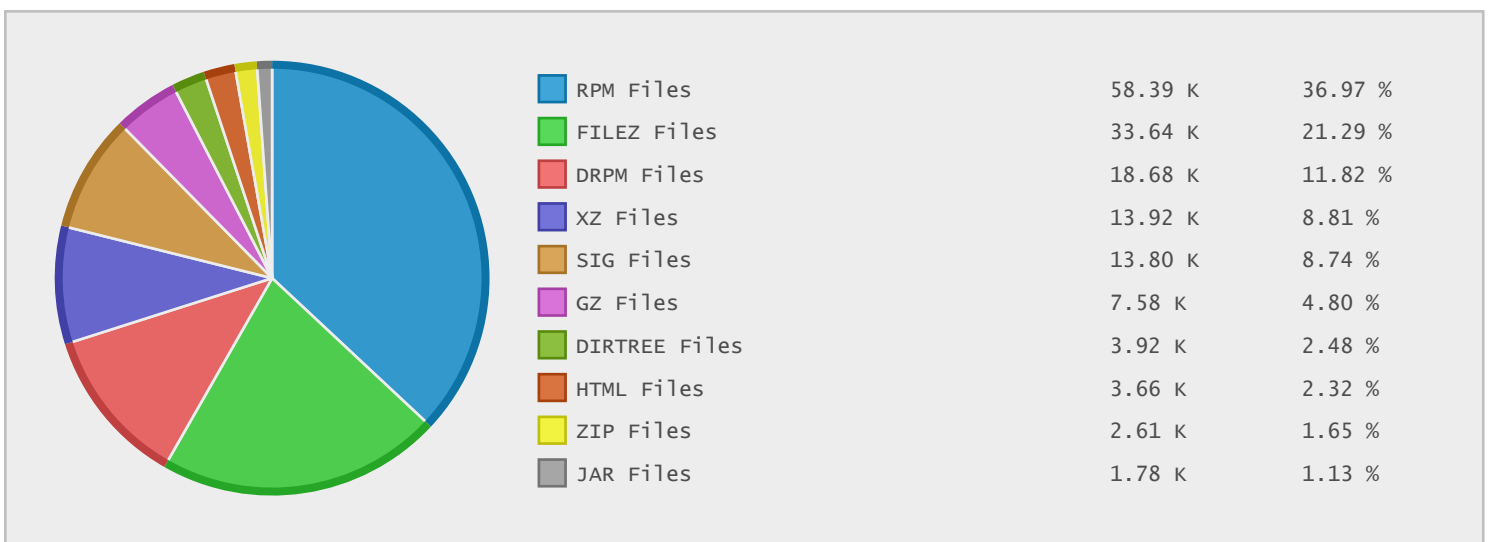 RPM Files 58.39 K 36.97 %
FILEZ Files 33.64 K 21.29 %
DRPM Files 18.68 K 11.82 %
XZ Files 13.92 K 8.81 %
SIG Files 13.80 K 8.74 %
GZ Files 7.58 K 4.80 %
DIRTREE Files 3.92 K 2.48 %
HTML Files 3.66 K 2.32 %
ZIP Files 2.61 K 1.65 %
JAR Files 1.78 K 1.13 %